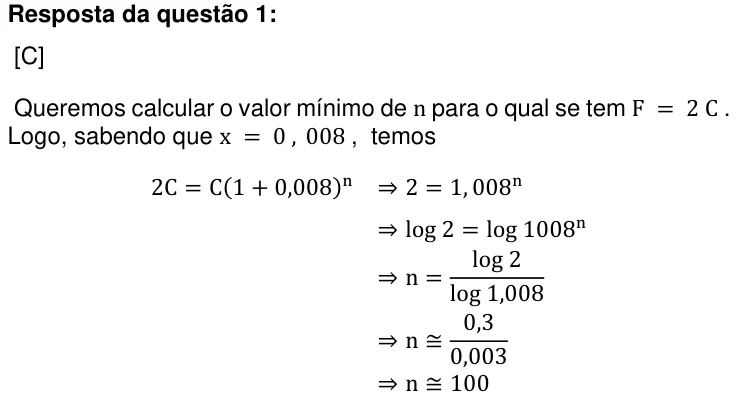 Resposta da questão 1:
[C]
Queremos calcular o valor mínimo de n para o qual se tem F = 2 C .
Logo, sabendo que x = 0 , 008 , temos
2C = C(1 + 0,008)ⁿ ⇒ 2 = 1, 008ⁿ
⇒ log 2 = log 1008ⁿ
⇒ n = log 2 / log 1,008
⇒ n ≅ 0,3 / 0,003
⇒ n ≅ 100